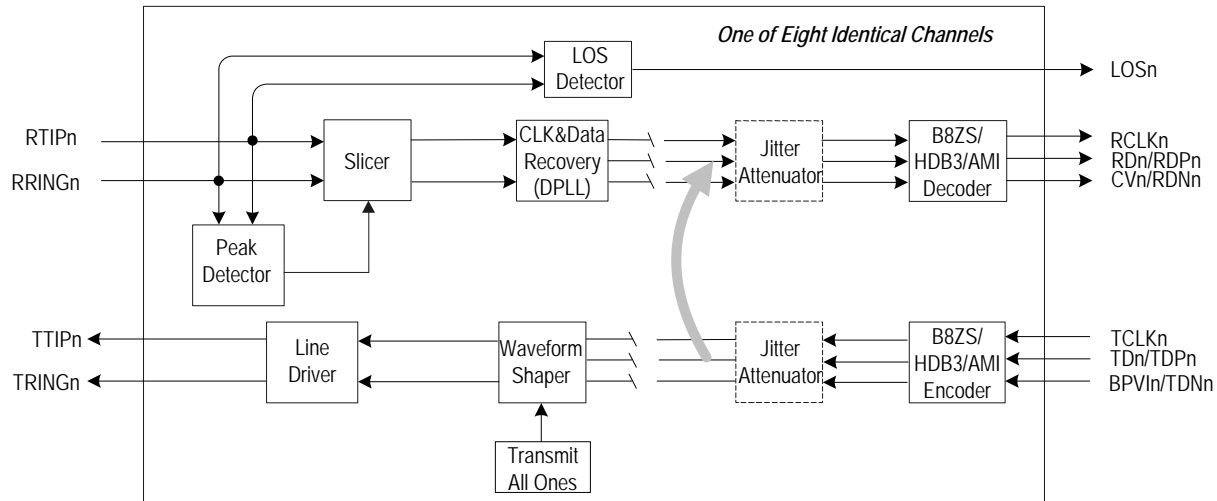 One of Eight Identical Channels
LOS
Detector
LOSn
RTIPn
RRINGn
Slicer
CLK&Data
Recovery
(DPLL)
Jitter
Attenuator
B8ZS/
HDB3/AMI
Decoder
RCLKn
RDn/RDPn
CVn/RDNn
Peak
Detector
TTIPn
TRINGn
Line
Driver
Waveform
Shaper
Jitter
Attenuator
B8ZS/
HDB3/AMI
Encoder
TCLKn
TDn/TDPn
BPVIn/TDNn
Transmit
All Ones